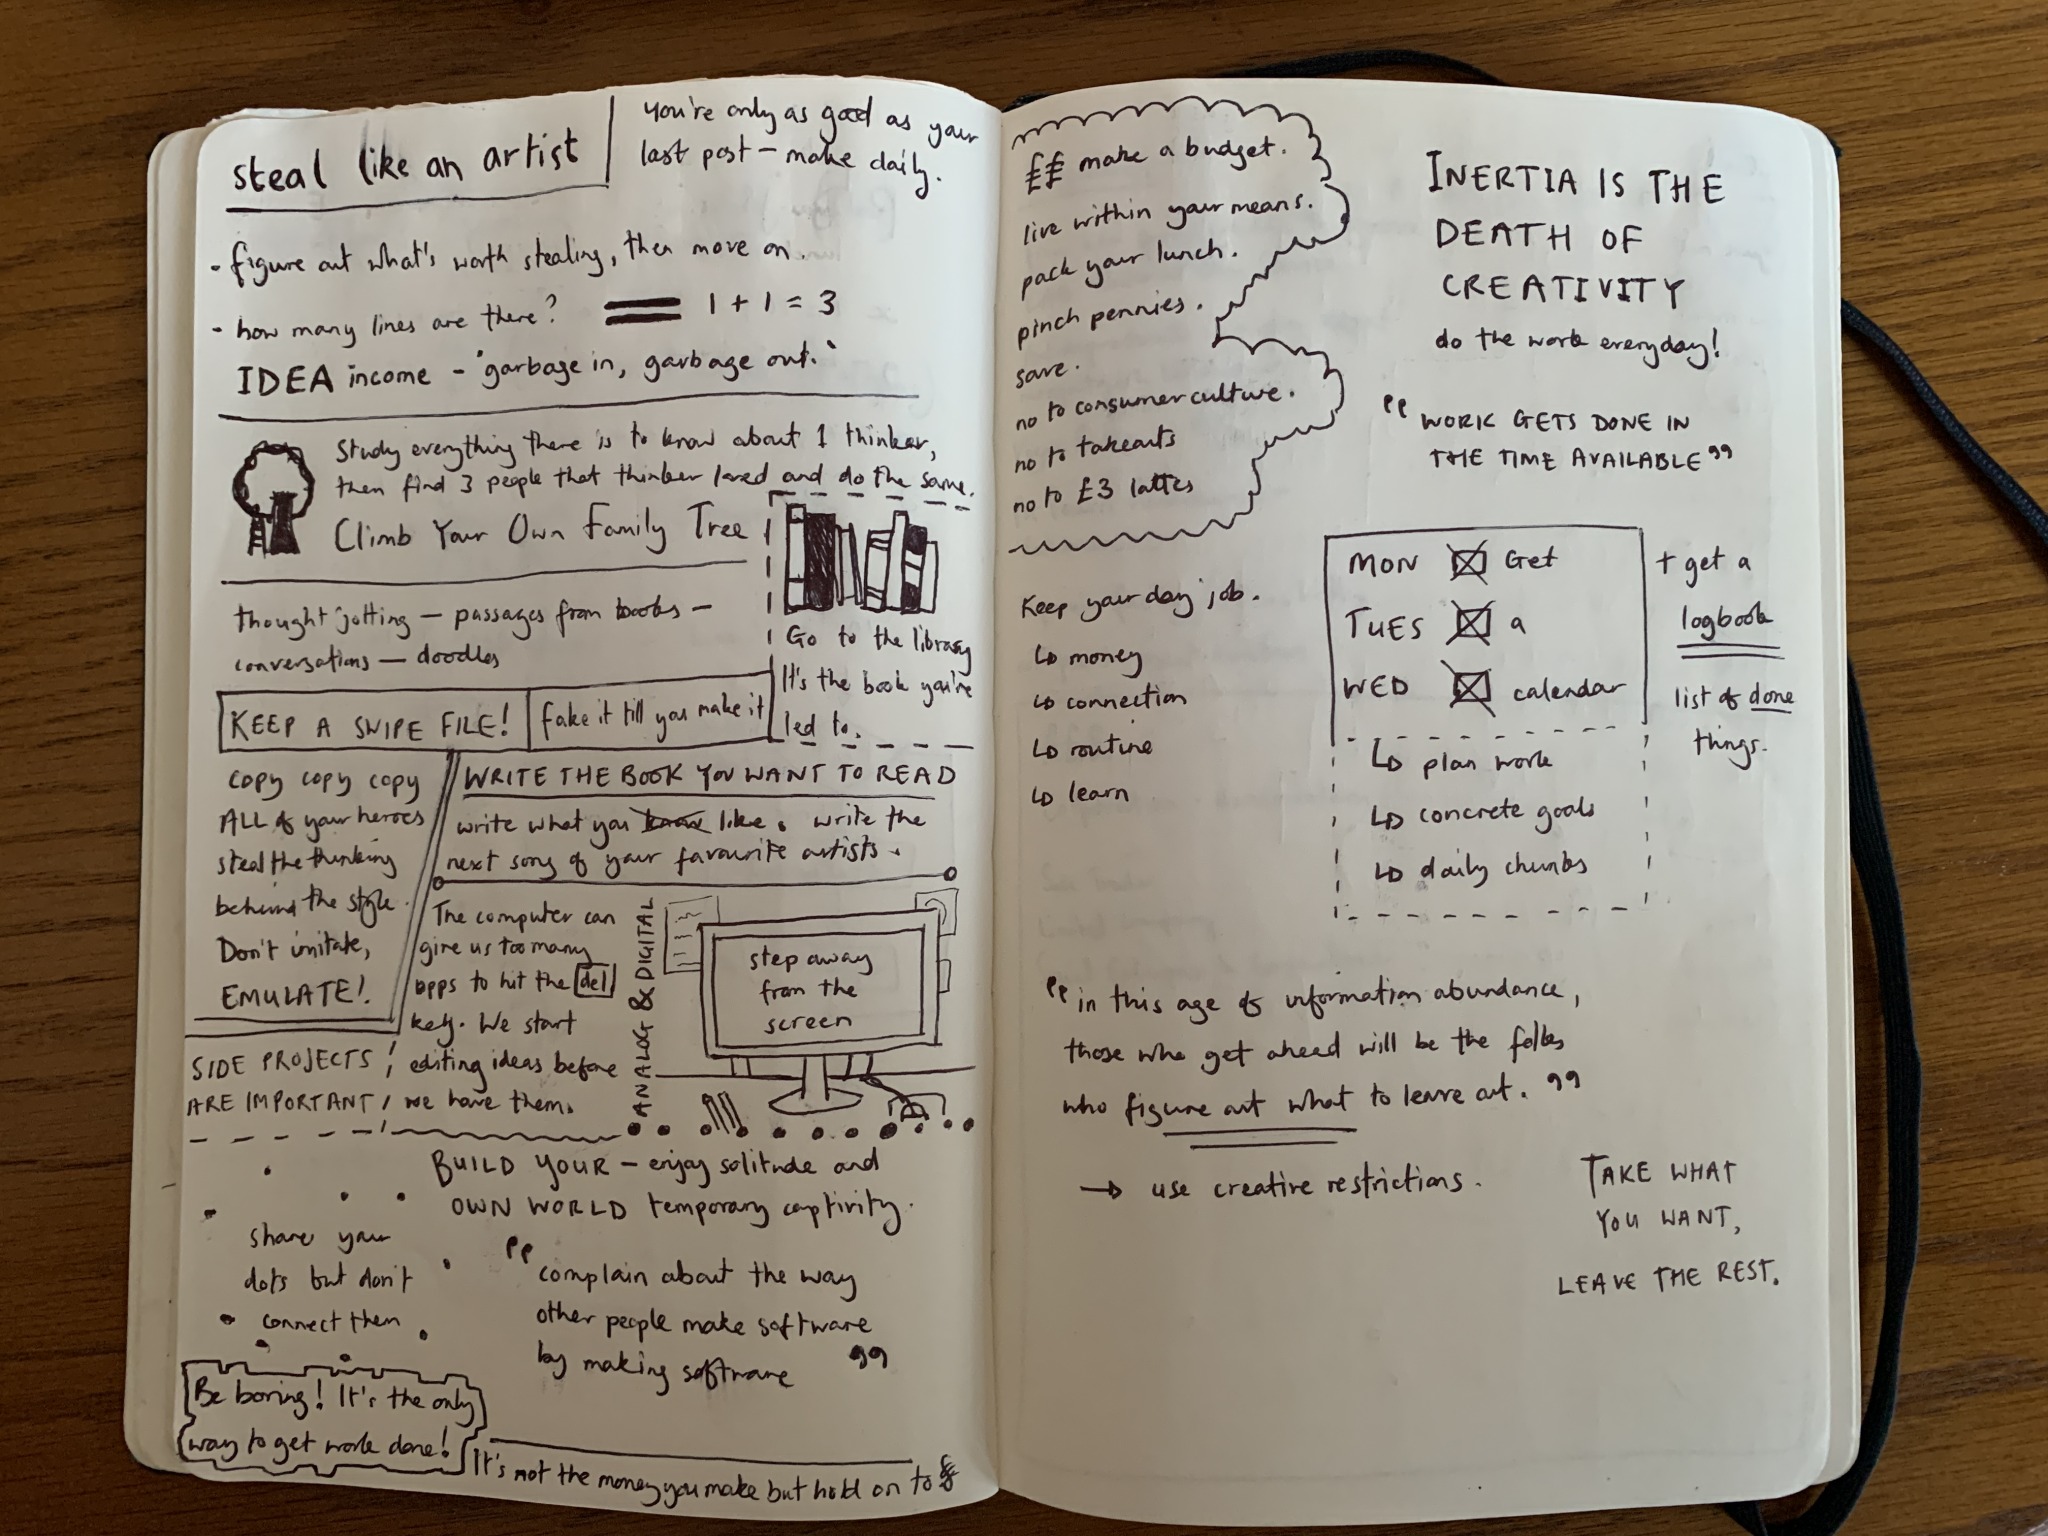 steal like an artist
you're only as good as your
last post – make daily.
- figure out what's worth stealing, then move on.
- how many lines are there? 1 + 1 = 3
IDEA income - "garbage in, garbage out."
Study everything there is to know about 1 thinker,
then find 3 people that thinker loved and do the same.
Climb Your Own Family Tree
thought jotting — passages from books —
conversations — doodles
Go to the library
It's the book you're
led to.
KEEP A SWIPE FILE!
fake it till you make it
copy copy copy
ALL of your heroes
steal the thinking
behind the style.
Don't imitate,
EMULATE!
WRITE THE BOOK YOU WANT TO READ
write what you know like. write the
next song of your favourite artists.
The computer can
give us too many
opps to hit the del
key. We start
editing ideas before
we have them.
ANALOG & DIGITAL
step away
from the
screen
SIDE PROJECTS
ARE IMPORTANT
BUILD YOUR – enjoy solitude and
OWN WORLD temporary captivity.
share your
dots but don't
connect them
"complain about the way
other people make software
by making software"
Be boring! It's the only
way to get work done!
It's not the money you make but hold on to £
££ make a budget.
live within your means.
pack your lunch.
pinch pennies.
save.
no to consumer culture.
no to takeouts
no to £3 lattes
Keep your day job.
↳ money
↳ connection
↳ routine
↳ learn
INERTIA IS THE
DEATH OF
CREATIVITY
do the work everyday!
"WORK GETS DONE IN
THE TIME AVAILABLE"
MON ☒ Get
TUES ☒ a
WED ☒ calendar
↳ plan work
↳ concrete goals
↳ daily chunks
+ get a
logbook
list of done
things.
"in this age of information abundance,
those who get ahead will be the folks
who figure out what to leave out."
→ use creative restrictions.
TAKE WHAT
YOU WANT,
LEAVE THE REST.